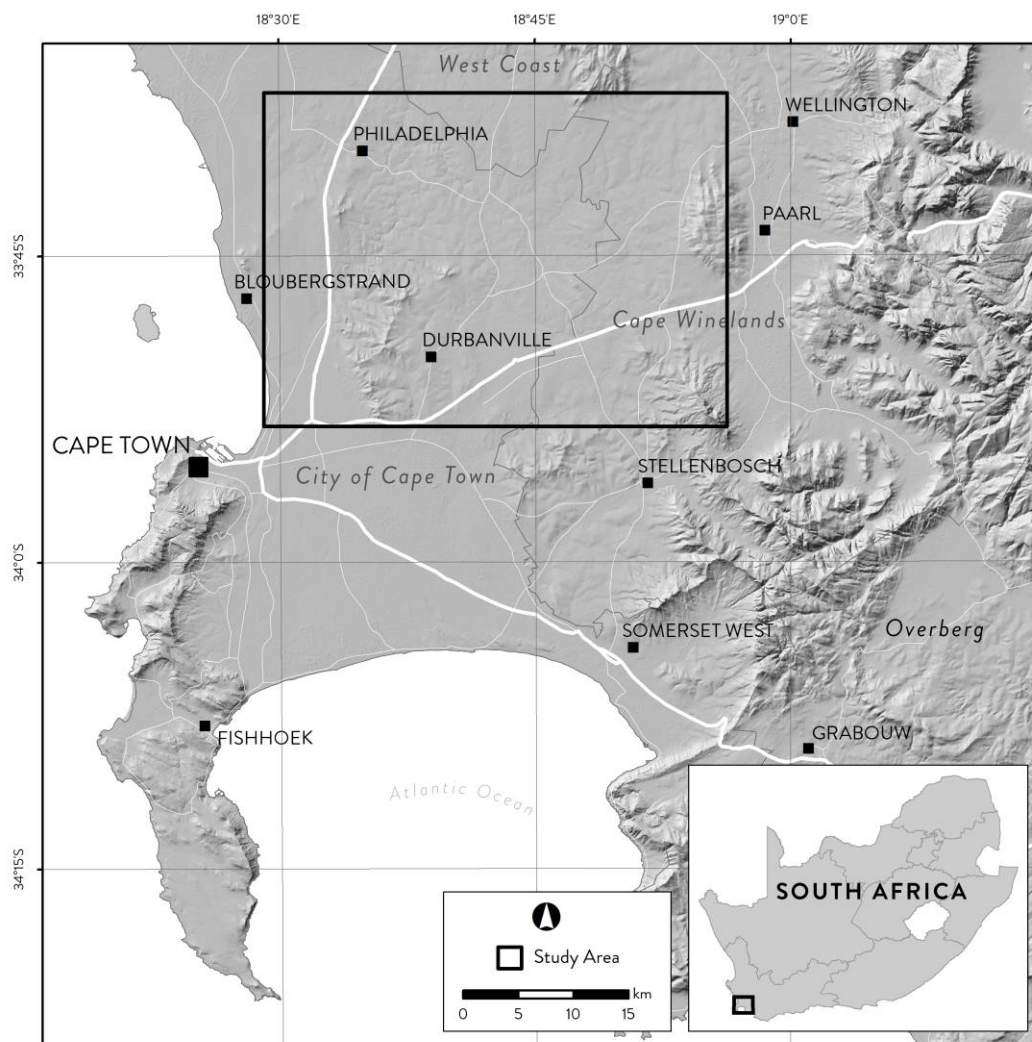 18°30'E
18°45'E
19°0'E
West Coast
WELLINGTON
PHILADELPHIA
PAARL
33°45'S
BLOUBERGSTRAND
Cape Winelands
DURBANVILLE
CAPE TOWN
City of Cape Town
STELLENBOSCH
34°0'S
SOMERSET WEST
Overberg
FISHHOEK
GRABOUW
Atlantic Ocean
34°15'S
SOUTH AFRICA
Study Area
km
0 5 10 15